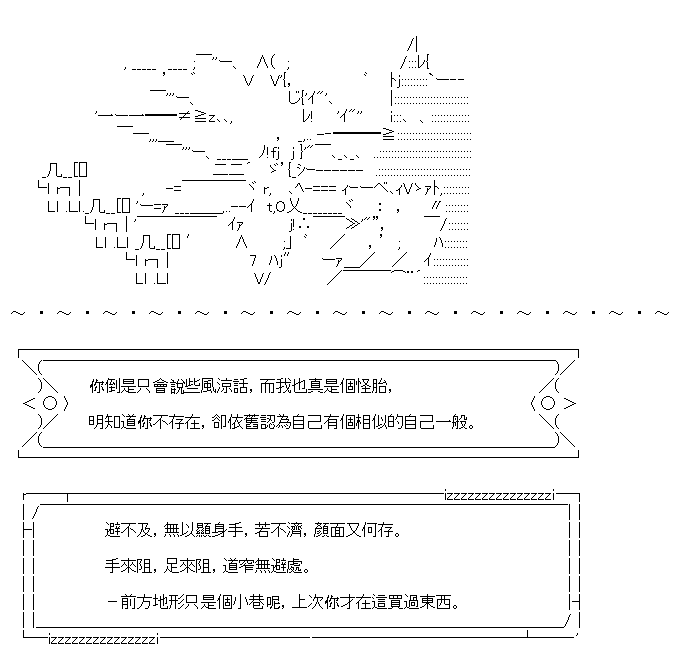 你倒是只會說些風涼話，而我也真是個怪胎，
明知道你不存在，卻依舊認為自己有個相似的自己一般。
避不及，無以顯身手，若不濟，顏面又何存。
手來阻，足來阻，道窄無避處。
－前方地形只是個小巷呢，上次你才在這買過東西。